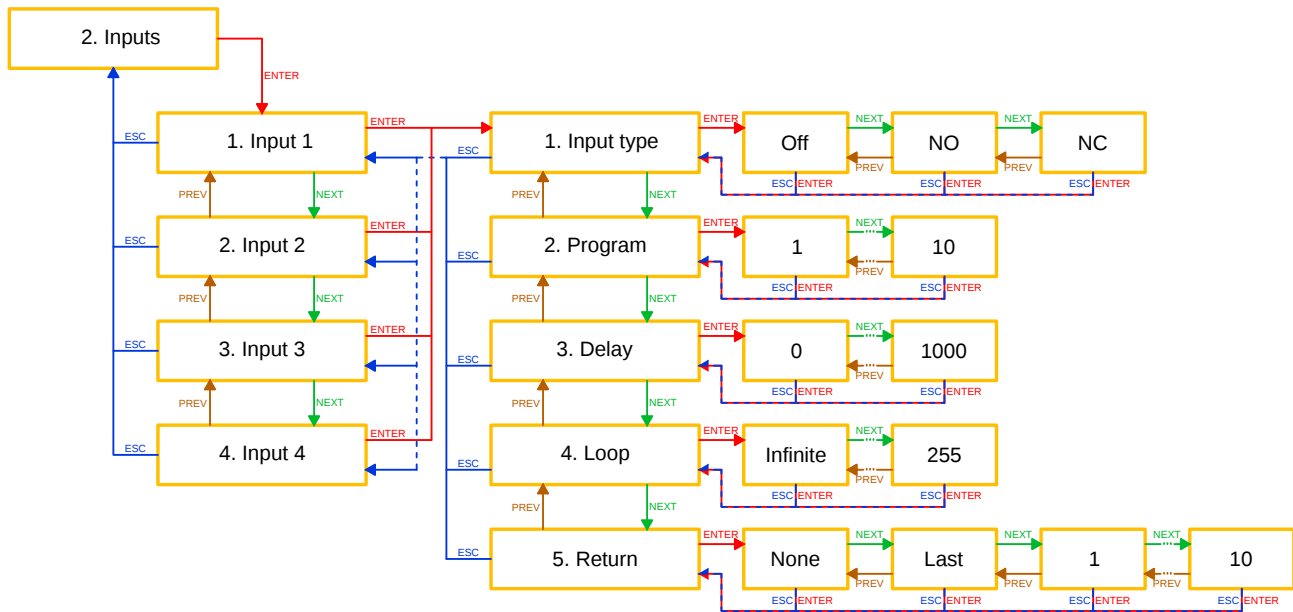 2. Inputs
ENTER
ESC
1. Input 1
ENTER
ESC
1. Input type
ENTER
Off
NEXT
PREV
NO
NEXT
PREV
NC
ESC ENTER
ESC ENTER
ESC ENTER
PREV
NEXT
PREV
NEXT
ESC
2. Input 2
ENTER
ESC
2. Program
ENTER
1
NEXT
PREV
10
ESC ENTER
ESC ENTER
PREV
NEXT
PREV
NEXT
ESC
3. Input 3
ENTER
ESC
3. Delay
ENTER
0
NEXT
PREV
1000
ESC ENTER
ESC ENTER
PREV
NEXT
PREV
NEXT
ESC
4. Input 4
ENTER
ESC
4. Loop
ENTER
Infinite
NEXT
PREV
255
ESC ENTER
ESC ENTER
PREV
NEXT
ESC
5. Return
ENTER
None
NEXT
PREV
Last
NEXT
PREV
1
NEXT
PREV
10
ESC ENTER
ESC ENTER
ESC ENTER
ESC ENTER